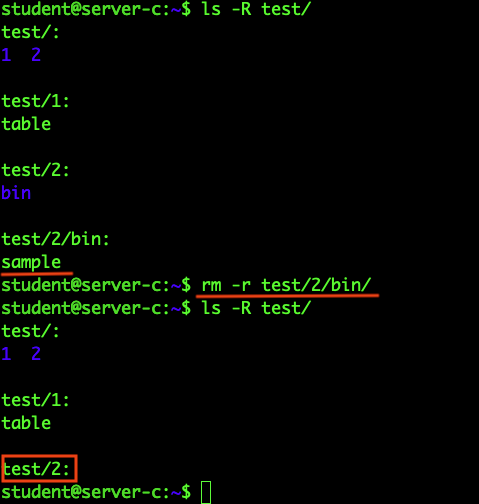 student@server-c:~$ ls -R test/
test/:
1  2
test/1:
table
test/2:
bin
test/2/bin:
sample
student@server-c:~$ rm -r test/2/bin/
student@server-c:~$ ls -R test/
test/:
1  2
test/1:
table
test/2:
student@server-c:~$